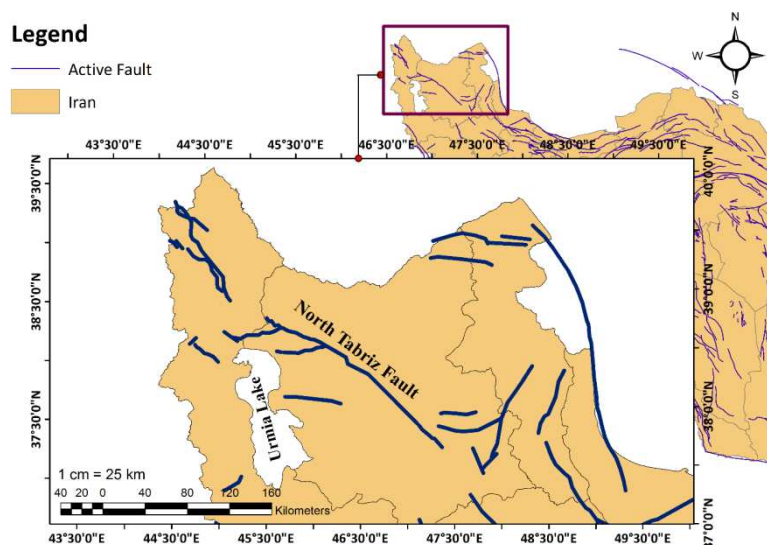 Legend
Active Fault
Iran
N
W
S
43°30'0"E 44°30'0"E 45°30'0"E 46°30'0"E 47°30'0"E 48°30'0"E 49°30'0"E
39°30'0"N
38°30'0"N
37°30'0"N
40°0'0"N
39°0'0"N
38°0'0"N
37°0'0"N
North Tabriz Fault
Urmia Lake
1 cm = 25 km
40 20 0 40 80 120 160
Kilometers
43°30'0"E 44°30'0"E 45°30'0"E 46°30'0"E 47°30'0"E 48°30'0"E 49°30'0"E